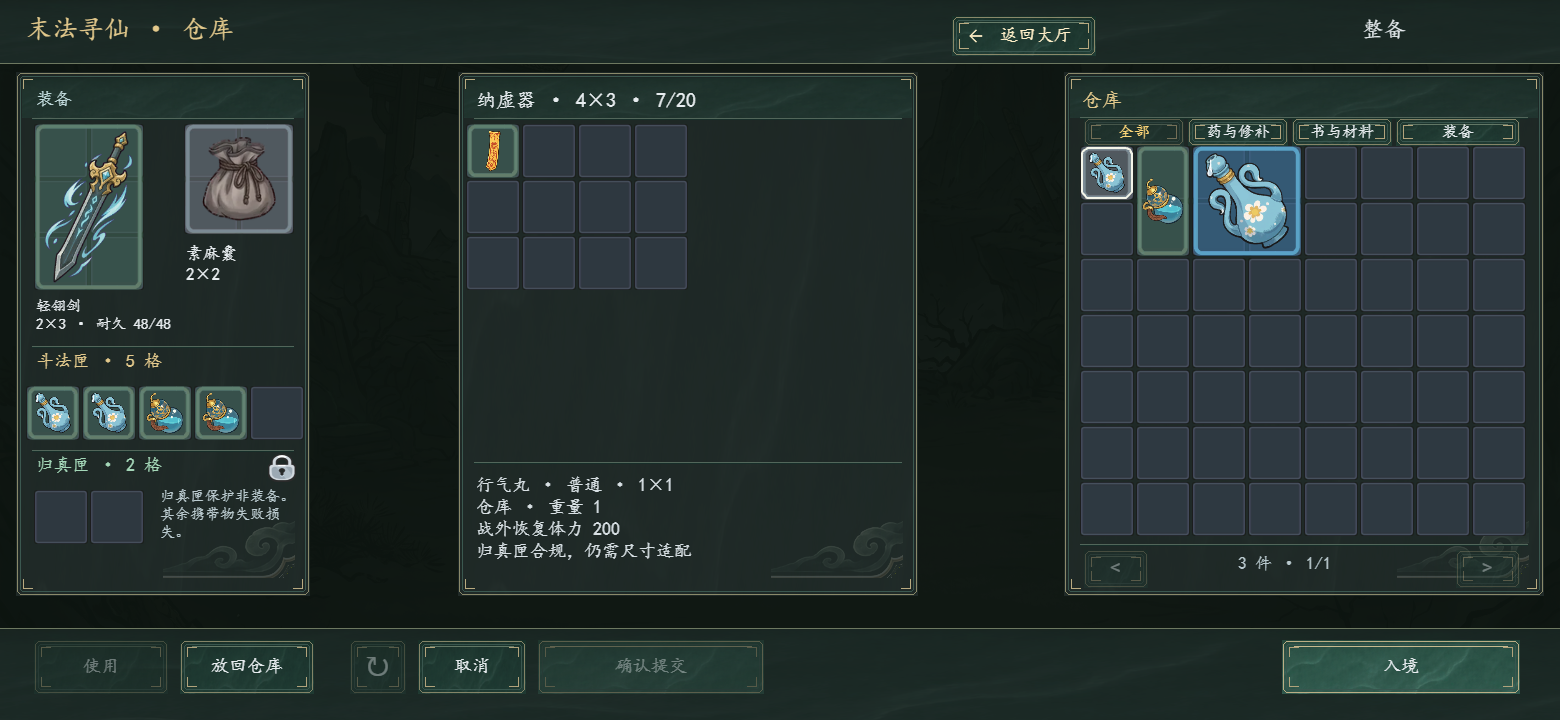 末法寻仙 • 仓库
← 返回大厅
整备
装备
素麻囊
2×2
轻翎剑
2×3 • 耐久 48/48
斗法匣 • 5 格
归真匣 • 2 格
归真匣保护非装备。
其余携带物失败损
失。
纳虚器 • 4×3 • 7/20
行气丸 • 普通 • 1×1
仓库 • 重量 1
战外恢复体力 200
归真匣合规，仍需尺寸适配
仓库
全部 药与修补 书与材料 装备
< 3 件 • 1/1 >
使用 放回仓库 ↻ 取消 确认提交 入境